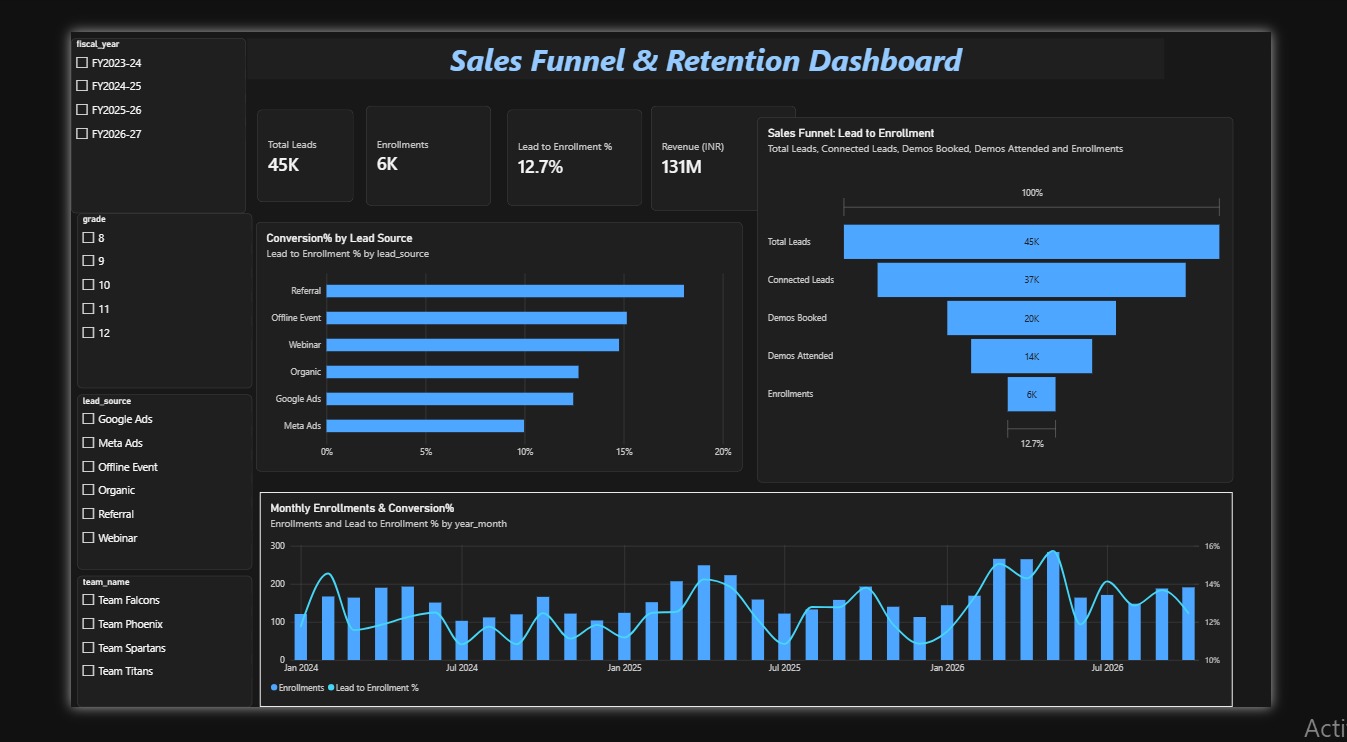 Sales Funnel & Retention Dashboard
fiscal_year
FY2023-24
FY2024-25
FY2025-26
FY2026-27
grade
8
9
10
11
12
lead_source
Google Ads
Meta Ads
Offline Event
Organic
Referral
Webinar
team_name
Team Falcons
Team Phoenix
Team Spartans
Team Titans
Total Leads
45K
Enrollments
6K
Lead to Enrollment %
12.7%
Revenue (INR)
131M
Conversion% by Lead Source
Lead to Enrollment % by lead_source
Referral
Offline Event
Webinar
Organic
Google Ads
Meta Ads
0% 5% 10% 15% 20%
Sales Funnel: Lead to Enrollment
Total Leads, Connected Leads, Demos Booked, Demos Attended and Enrollments
100%
Total Leads 45K
Connected Leads 37K
Demos Booked 20K
Demos Attended 14K
Enrollments 6K
12.7%
Monthly Enrollments & Conversion%
Enrollments and Lead to Enrollment % by year_month
300 16%
200 14%
100 12%
0 10%
Jan 2024 Jul 2024 Jan 2025 Jul 2025 Jan 2026 Jul 2026
Enrollments Lead to Enrollment %
Acti